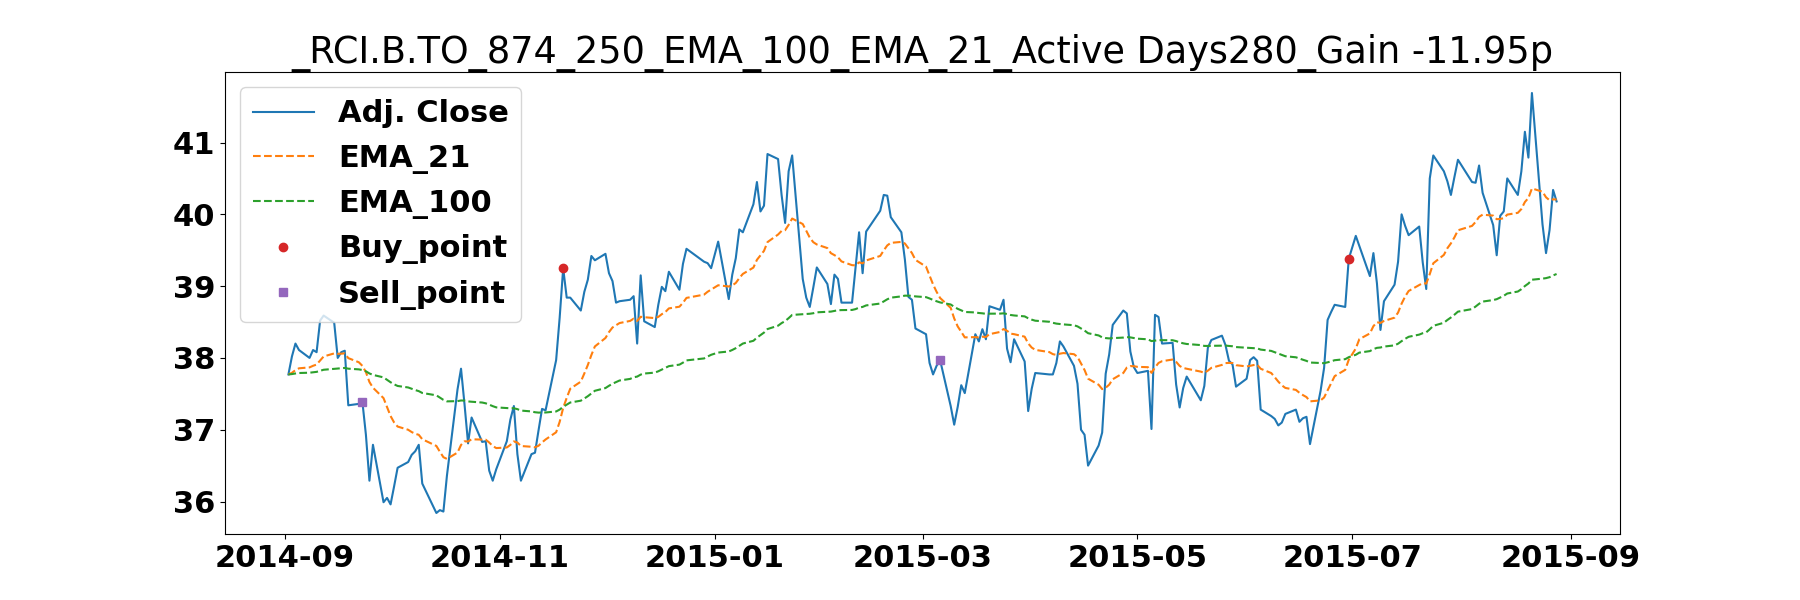 _RCI.B.TO_874_250_EMA_100_EMA_21_Active Days280_Gain -11.95p
Adj. Close
EMA_21
EMA_100
Buy_point
Sell_point
41
40
39
38
37
36
2014-09 2014-11 2015-01 2015-03 2015-05 2015-07 2015-09